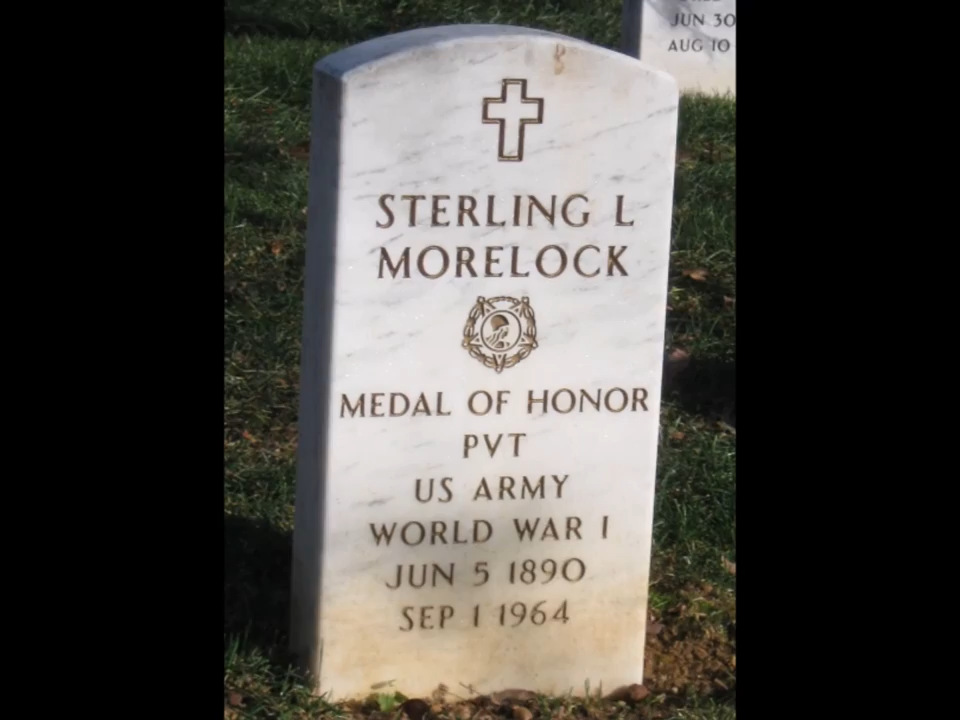 JUN 30
AUG 10
STERLING L
MORELOCK
MEDAL OF HONOR
PVT
US ARMY
WORLD WAR I
JUN 5 1890
SEP 1 1964